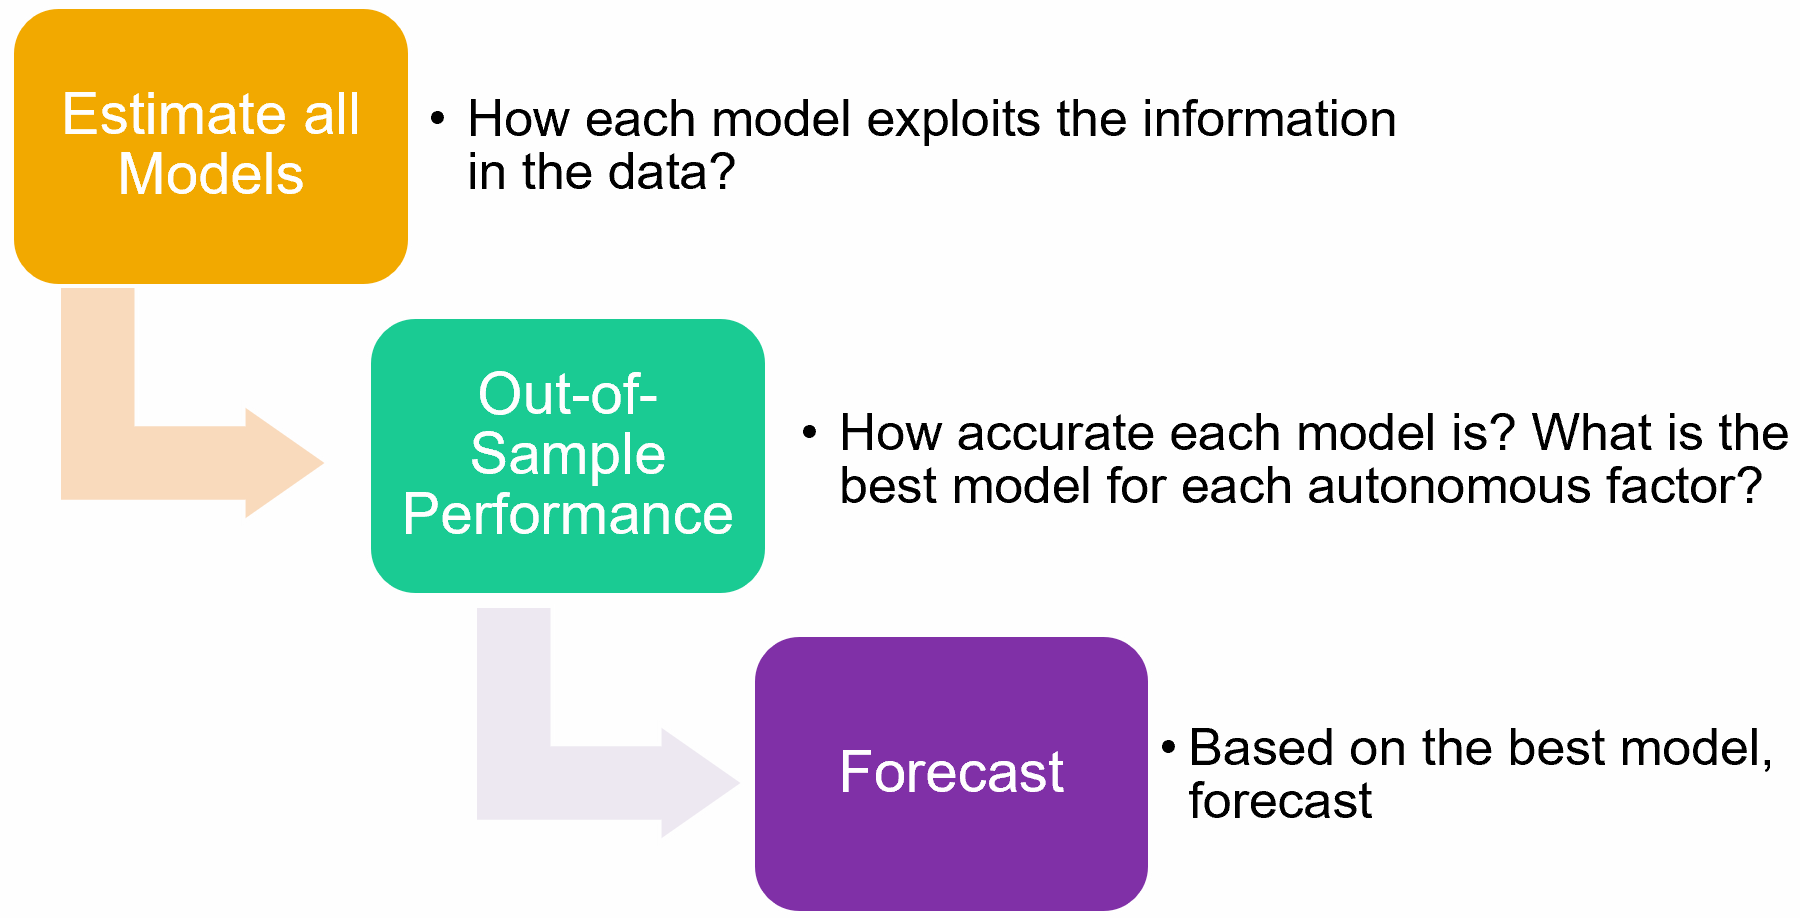 Estimate all
Models
• How each model exploits the information
in the data?
Out-of-
Sample
Performance
• How accurate each model is? What is the
best model for each autonomous factor?
Forecast
• Based on the best model,
forecast